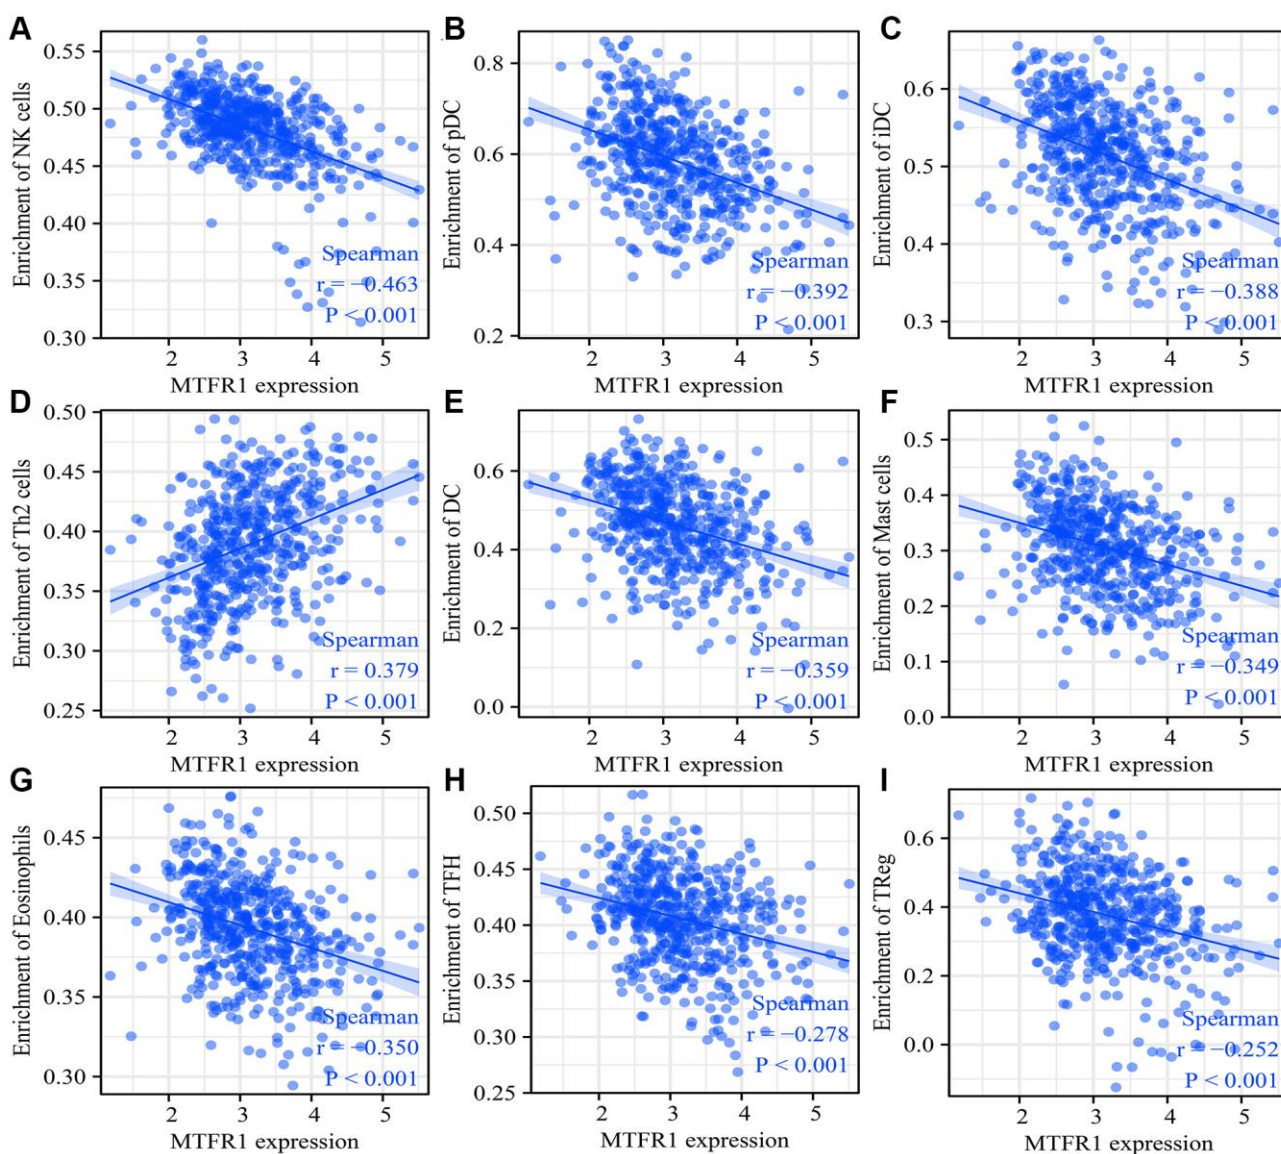 A
Enrichment of NK cells
0.55
0.50
0.45
0.40
0.35
0.30
Spearman
r = −0.463
P < 0.001
2 3 4 5
MTFR1 expression
B
Enrichment of pDC
0.8
0.6
0.4
0.2
Spearman
r = −0.392
P < 0.001
2 3 4 5
MTFR1 expression
C
Enrichment of iDC
0.6
0.5
0.4
0.3
Spearman
r = −0.388
P < 0.001
2 3 4 5
MTFR1 expression
D
Enrichment of Th2 cells
0.50
0.45
0.40
0.35
0.30
0.25
Spearman
r = 0.379
P < 0.001
2 3 4 5
MTFR1 expression
E
Enrichment of DC
0.6
0.4
0.2
0.0
Spearman
r = −0.359
P < 0.001
2 3 4 5
MTFR1 expression
F
Enrichment of Mast cells
0.5
0.4
0.3
0.2
0.1
0.0
Spearman
r = −0.349
P < 0.001
2 3 4 5
MTFR1 expression
G
Enrichment of Eosinophils
0.45
0.40
0.35
0.30
Spearman
r = −0.350
P < 0.001
2 3 4 5
MTFR1 expression
H
Enrichment of TFH
0.50
0.45
0.40
0.35
0.30
0.25
Spearman
r = −0.278
P < 0.001
2 3 4 5
MTFR1 expression
I
Enrichment of TReg
0.6
0.4
0.2
0.0
Spearman
r = −0.252
P < 0.001
2 3 4 5
MTFR1 expression